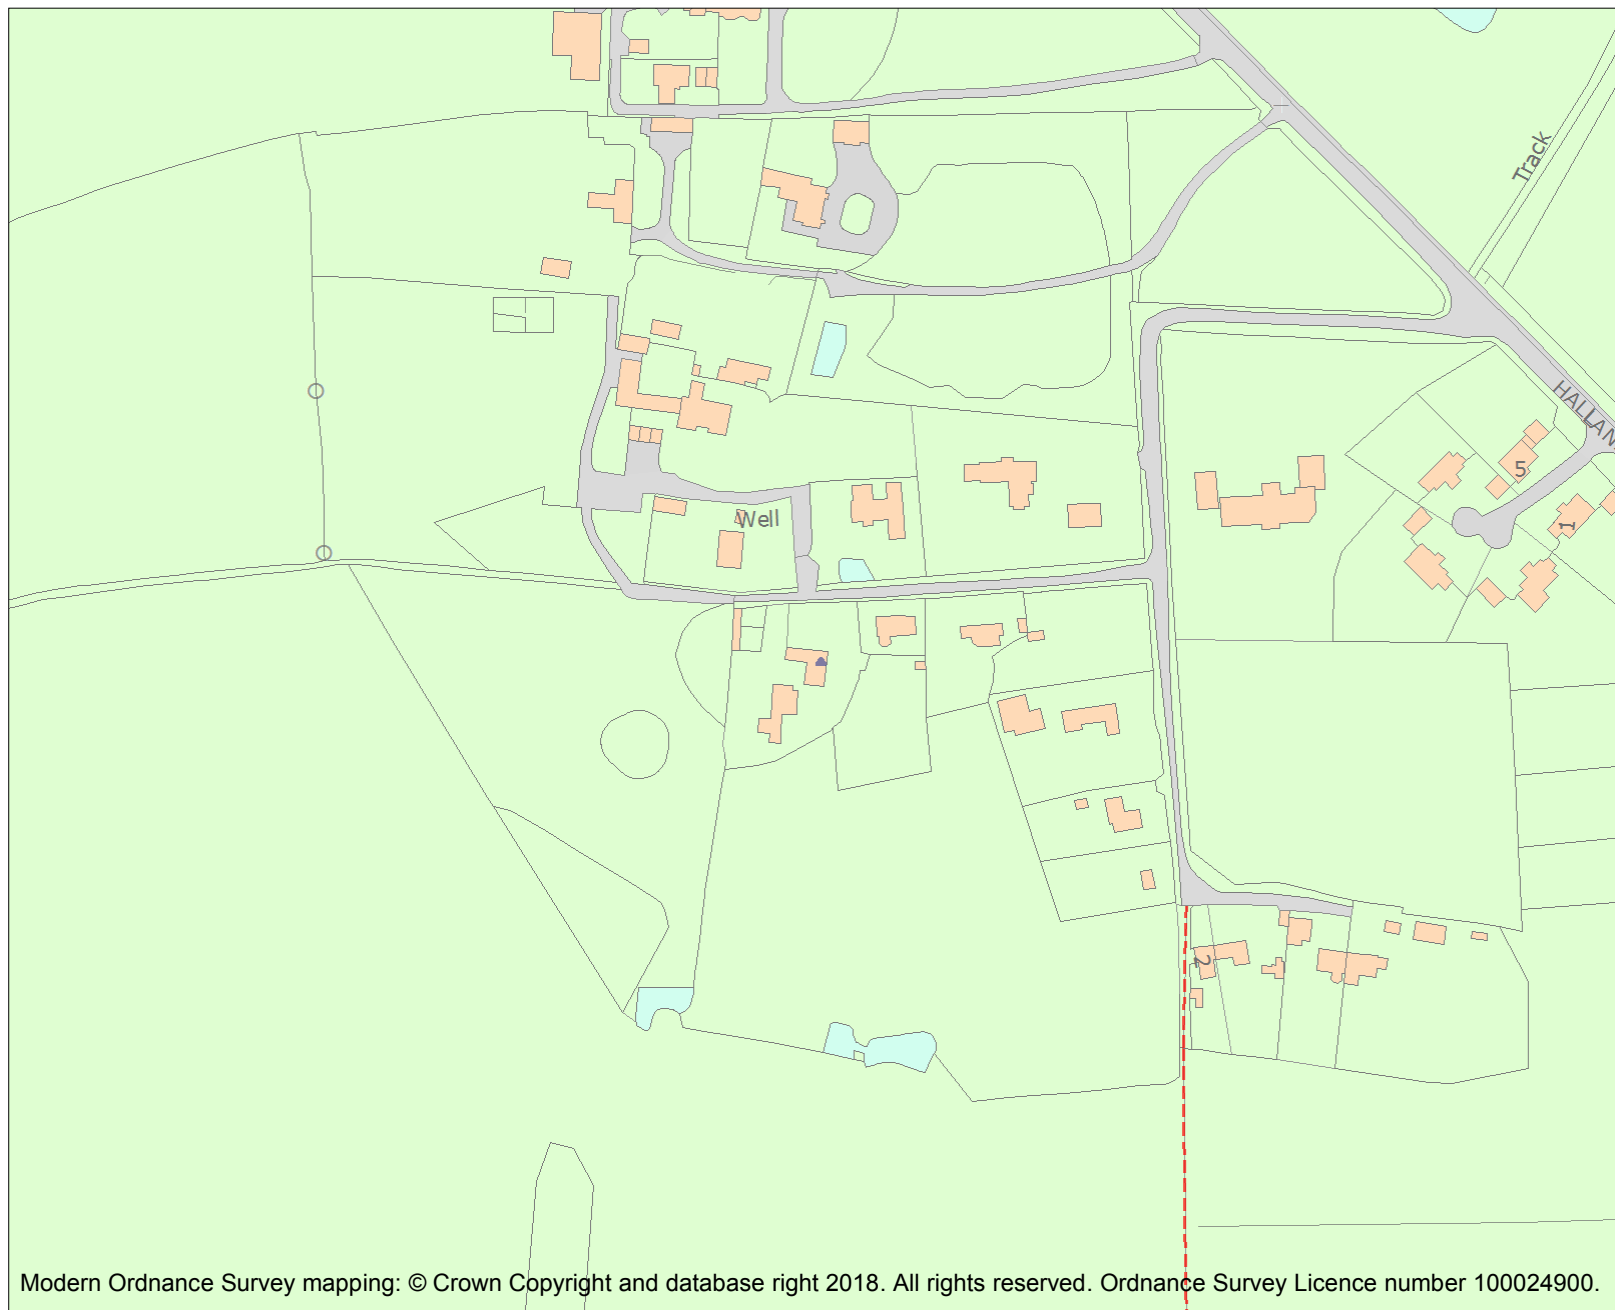 Track
HALLAN
5
1
Well
2
Modern Ordnance Survey mapping: © Crown Copyright and database right 2018. All rights reserved. Ordnance Survey Licence number 100024900.